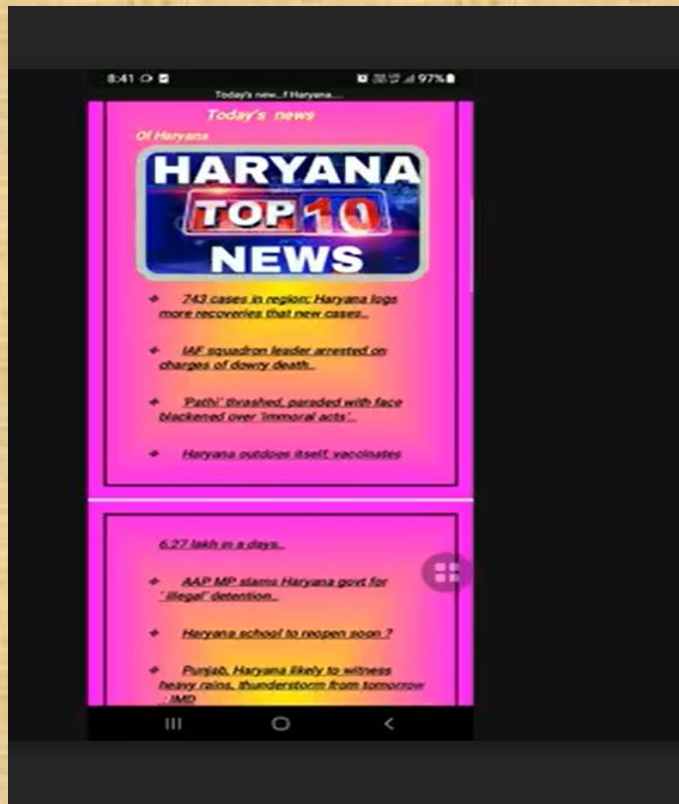 8:41 97%
Today's new...f Haryana....
Today's news
Of Haryana
HARYANA
TOP 10
NEWS
743 cases in region; Haryana logs
more recoveries that new cases..
IAF squadron leader arrested on
charges of dowry death..
'Pathi' thrashed, paraded with face
blackened over 'immoral acts'..
Haryana outdoes itself, vaccinates
6.27 lakh in a days..
AAP MP slams Haryana govt for
'illegal' detention..
Haryana school to reopen soon ?
Punjab, Haryana likely to witness
heavy rains, thunderstorm from tomorrow
: IMD